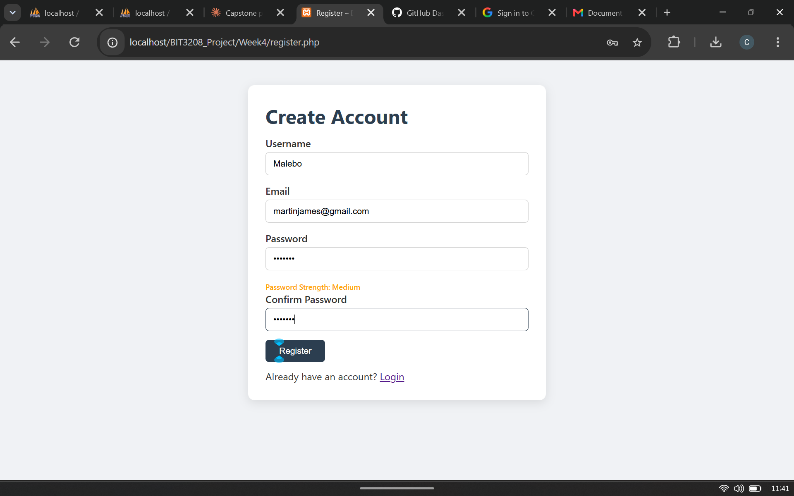 localhost /
localhost /
Capstone p
Register –
GitHub Da
Sign in to
Document
localhost/BIT3208_Project/Week4/register.php
C
Create Account
Username
Malebo
Email
martinjames@gmail.com
Password
•••••••
Password Strength: Medium
Confirm Password
•••••••
Register
Already have an account? Login
11:41